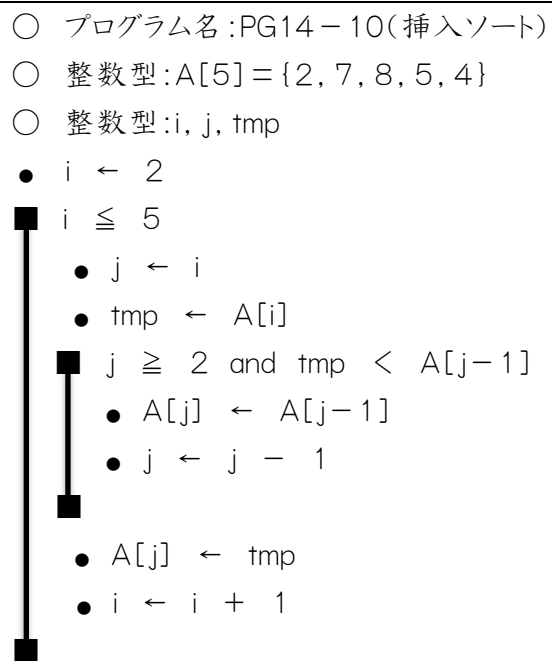 ○ プログラム名:PG14-10(挿入ソート)
○ 整数型:A[5]={2,7,8,5,4}
○ 整数型:i,j,tmp
● i ← 2
■ i ≦ 5
● j ← i
● tmp ← A[i]
■ j ≧ 2 and tmp < A[j-1]
● A[j] ← A[j-1]
● j ← j - 1
● A[j] ← tmp
● i ← i + 1